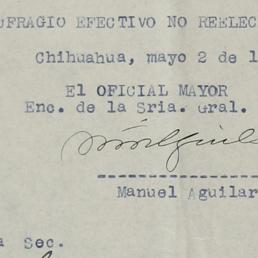 UFRAGIO EFECTIVO NO REELEC
Chihuahua, mayo 2 de 1
El OFICIAL MAYOR
Enc. de la Sria. Gral.
Manuel Aguilar
a Sec.